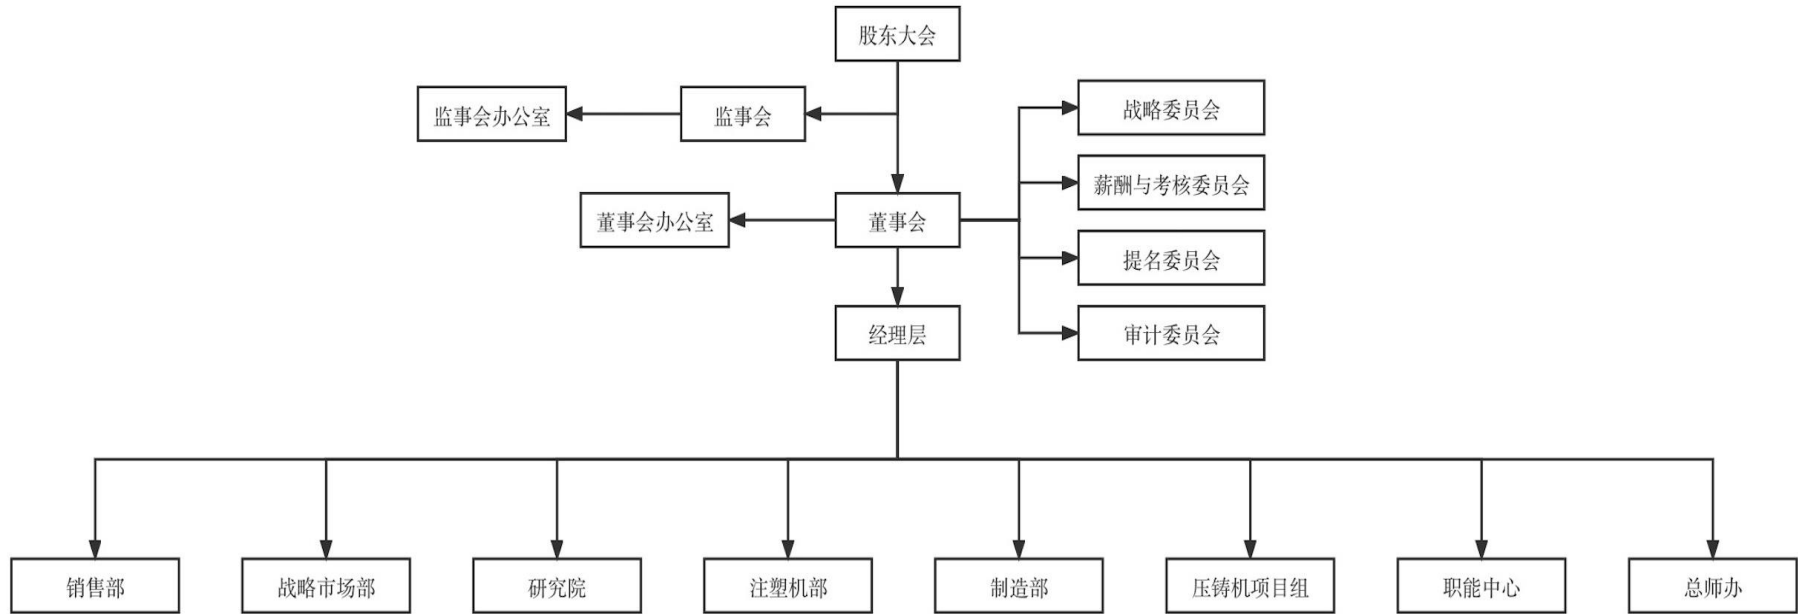 股东大会
监事会办公室
监事会
战略委员会
薪酬与考核委员会
董事会办公室
董事会
提名委员会
经理层
审计委员会
销售部
战略市场部
研究院
注塑机部
制造部
压铸机项目组
职能中心
总师办